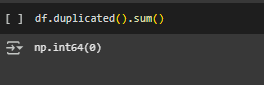 [ ] df.duplicated().sum()
np.int64(0)